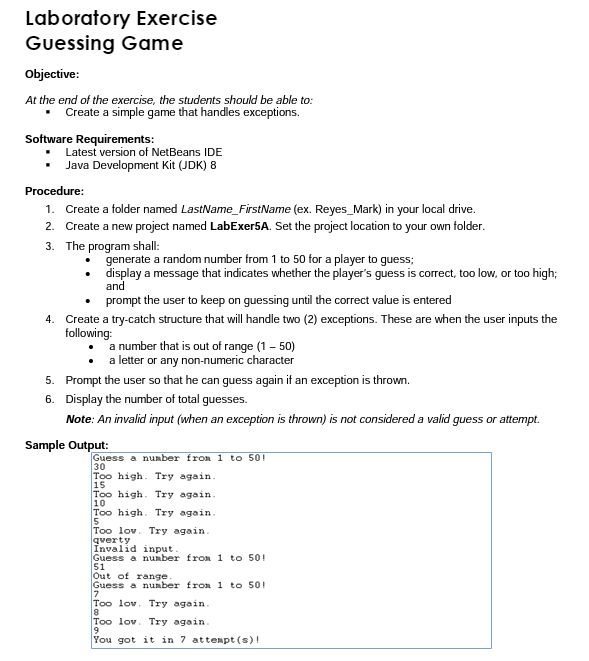 Laboratory Exercise
Guessing Game
Objective:
At the end of the exercise, the students should be able to:
▪ Create a simple game that handles exceptions.
Software Requirements:
▪ Latest version of NetBeans IDE
▪ Java Development Kit (JDK) 8
Procedure:
1. Create a folder named LastName_FirstName (ex. Reyes_Mark) in your local drive.
2. Create a new project named LabExer5A. Set the project location to your own folder.
3. The program shall:
• generate a random number from 1 to 50 for a player to guess;
• display a message that indicates whether the player's guess is correct, too low, or too high;
and
• prompt the user to keep on guessing until the correct value is entered
4. Create a try-catch structure that will handle two (2) exceptions. These are when the user inputs the
following:
• a number that is out of range (1 – 50)
• a letter or any non-numeric character
5. Prompt the user so that he can guess again if an exception is thrown.
6. Display the number of total guesses.
Note: An invalid input (when an exception is thrown) is not considered a valid guess or attempt.
Sample Output:
Guess a number from 1 to 50!
30
Too high. Try again.
15
Too high. Try again.
10
Too high. Try again.
5
Too low. Try again.
qwerty
Invalid input.
Guess a number from 1 to 50!
51
Out of range.
Guess a number from 1 to 50!
7
Too low. Try again.
8
Too low. Try again.
9
You got it in 7 attempt(s)!